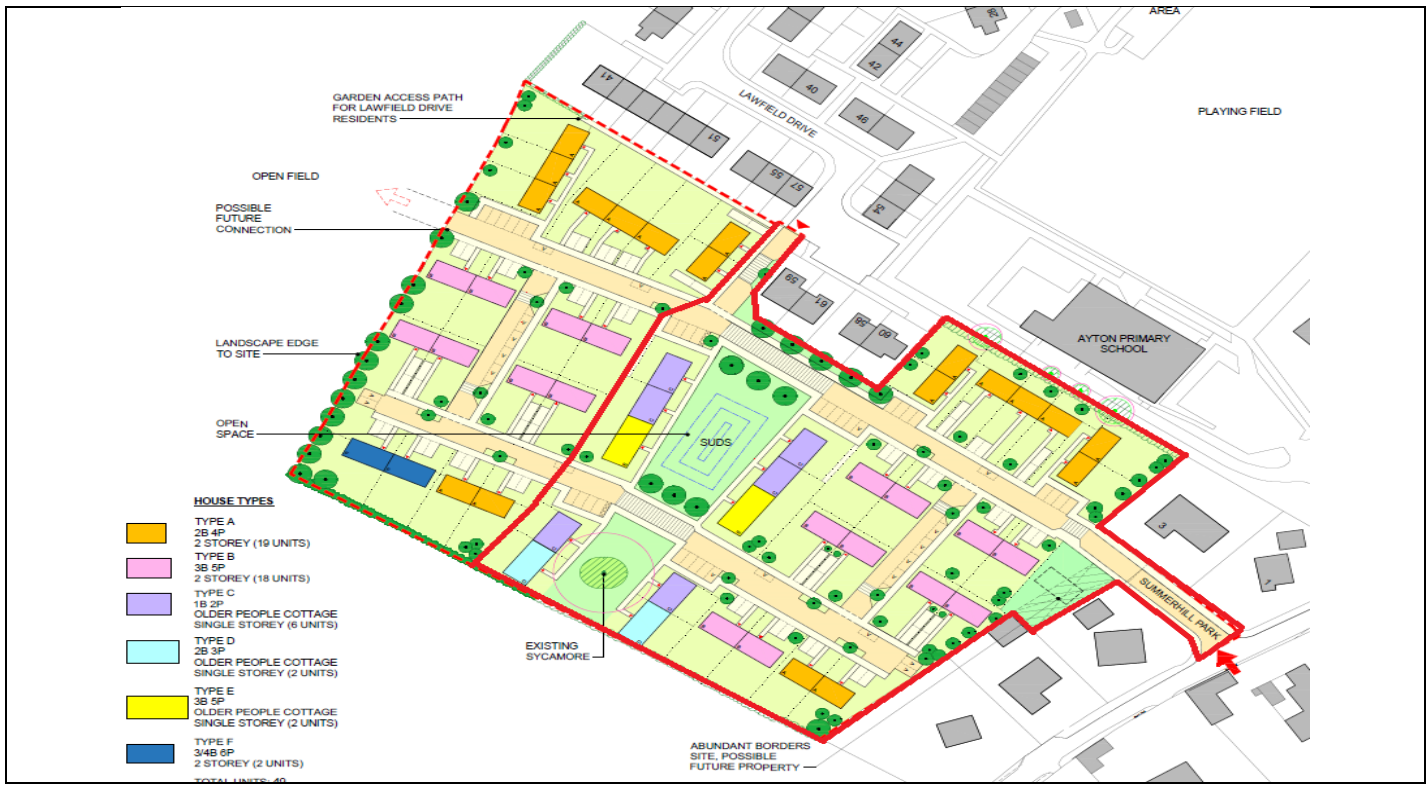 AREA
28
44
42
41
40
LAWFIELD DRIVE
46
PLAYING FIELD
GARDEN ACCESS PATH
FOR LAWFIELD DRIVE
RESIDENTS
51
55
57
OPEN FIELD
POSSIBLE
FUTURE
CONNECTION
59
61
58
60
AYTON PRIMARY
SCHOOL
LANDSCAPE EDGE
TO SITE
OPEN
SPACE
SUDS
HOUSE TYPES
TYPE A
2B 4P
2 STOREY (19 UNITS)
TYPE B
3B 5P
2 STOREY (18 UNITS)
TYPE C
1B 2P
OLDER PEOPLE COTTAGE
SINGLE STOREY (6 UNITS)
TYPE D
2B 3P
OLDER PEOPLE COTTAGE
SINGLE STOREY (2 UNITS)
TYPE E
3B 5P
OLDER PEOPLE COTTAGE
SINGLE STOREY (2 UNITS)
TYPE F
3/4B 6P
2 STOREY (2 UNITS)
TOTAL UNITS: 49
3
SUMMERHILL PARK
EXISTING
SYCAMORE
ABUNDANT BORDERS
SITE, POSSIBLE
FUTURE PROPERTY